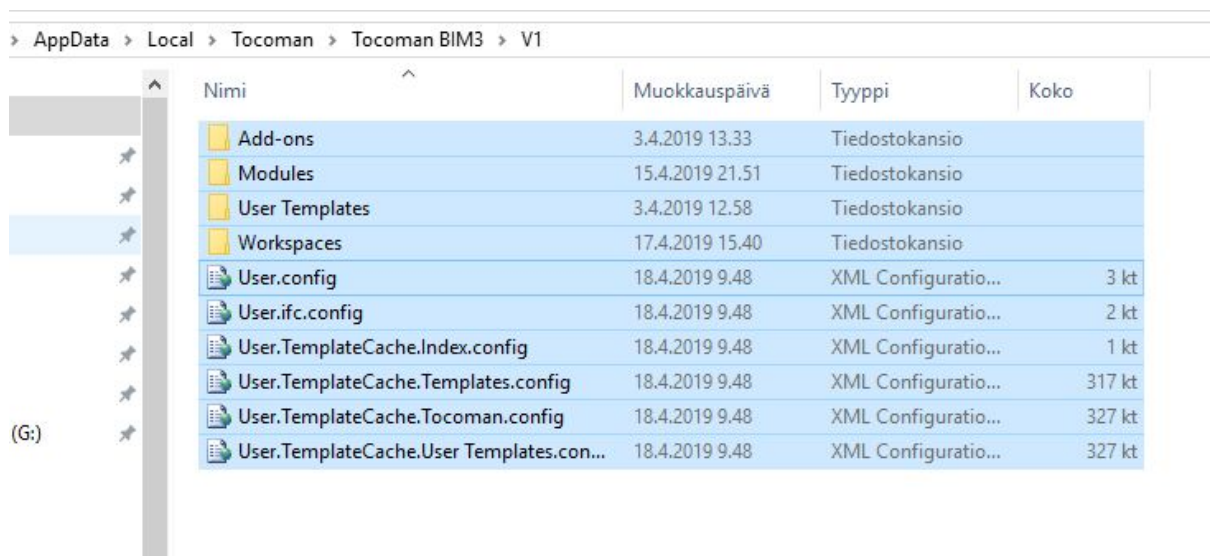 > AppData > Local > Tocoman > Tocoman BIM3 > V1
Nimi Muokkauspäivä Tyyppi Koko
Add-ons 3.4.2019 13.33 Tiedostokansio
Modules 15.4.2019 21.51 Tiedostokansio
User Templates 3.4.2019 12.58 Tiedostokansio
Workspaces 17.4.2019 15.40 Tiedostokansio
User.config 18.4.2019 9.48 XML Configuratio... 3 kt
User.ifc.config 18.4.2019 9.48 XML Configuratio... 2 kt
User.TemplateCache.Index.config 18.4.2019 9.48 XML Configuratio... 1 kt
User.TemplateCache.Templates.config 18.4.2019 9.48 XML Configuratio... 317 kt
(G:) User.TemplateCache.Tocoman.config 18.4.2019 9.48 XML Configuratio... 327 kt
User.TemplateCache.User Templates.con... 18.4.2019 9.48 XML Configuratio... 327 kt